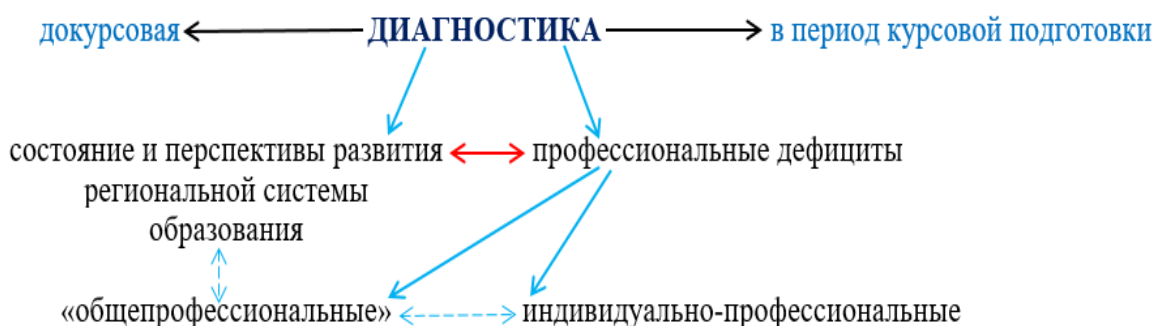 докурсовая ДИАГНОСТИКА в период курсовой подготовки
состояние и перспективы развития профессиональные дефициты
региональной системы
образования
«общепрофессиональные» индивидуально-профессиональные